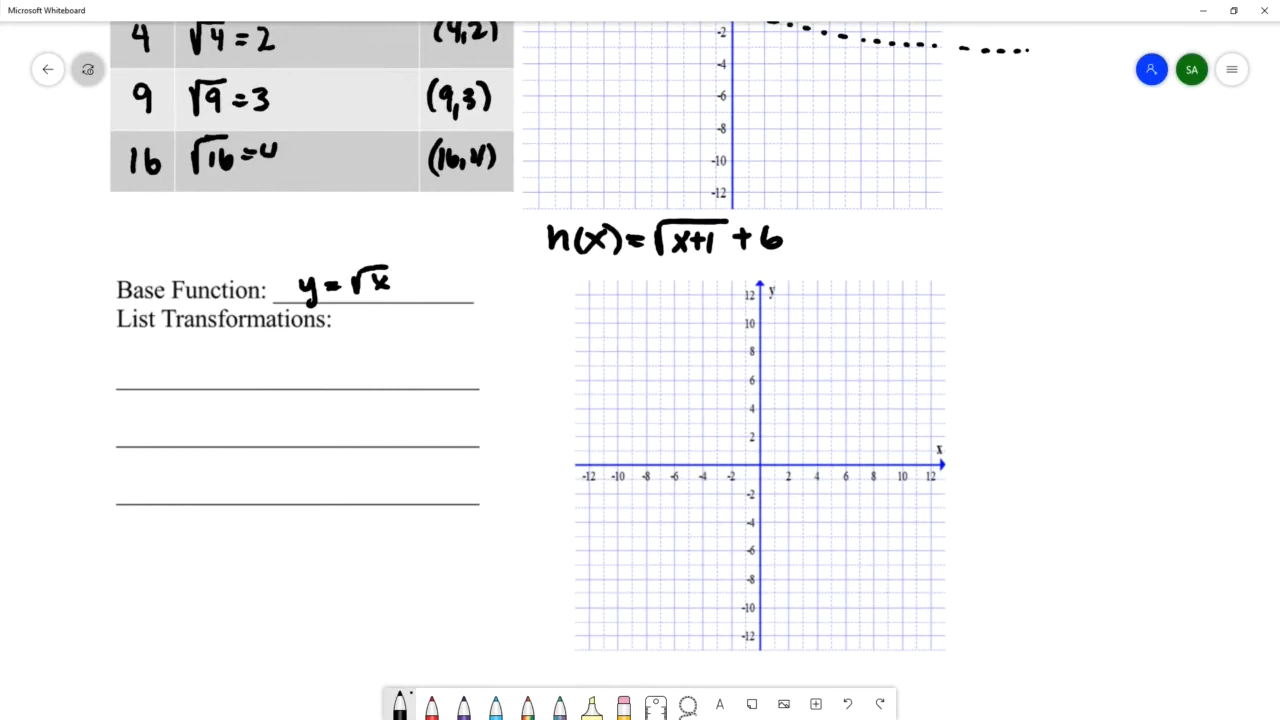 Microsoft Whiteboard
4 √4 = 2 (4,2)
9 √9 = 3 (9,3)
16 √16 = 4 (16,4)
-2
-4
-6
-8
-10
-12
SA
h(x) = √x+1 + 6
Base Function: y = √x
List Transformations:
y
12
10
8
6
4
2
x
-12 -10 -8 -6 -4 -2 2 4 6 8 10 12
-2
-4
-6
-8
-10
-12
A